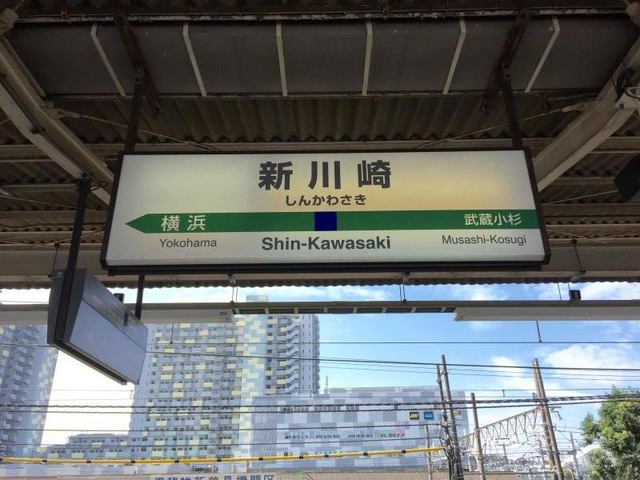 新川崎
しんかわさき
横浜
武蔵小杉
Yokohama
Shin-Kawasaki
Musashi-Kosugi